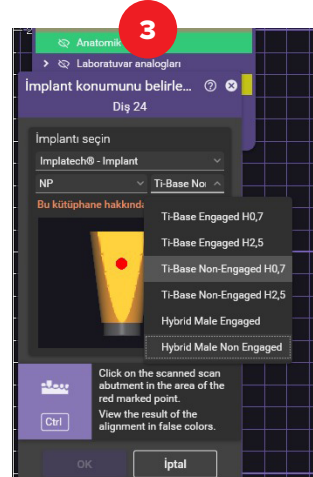 3
Anatomik
Laboratuvar analogları
İmplant konumunu belirle...
Diş 24
İmplantı seçin
Implatech® - Implant
NP
Ti-Base No
Bu kütüphane hakkında
Ti-Base Engaged H0,7
Ti-Base Engaged H2,5
Ti-Base Non-Engaged H0,7
Ti-Base Non-Engaged H2,5
Hybrid Male Engaged
Hybrid Male Non Engaged
Click on the scanned scan
abutment in the area of the
red marked point.
Ctrl
View the result of the
alignment in false colors.
OK
İptal